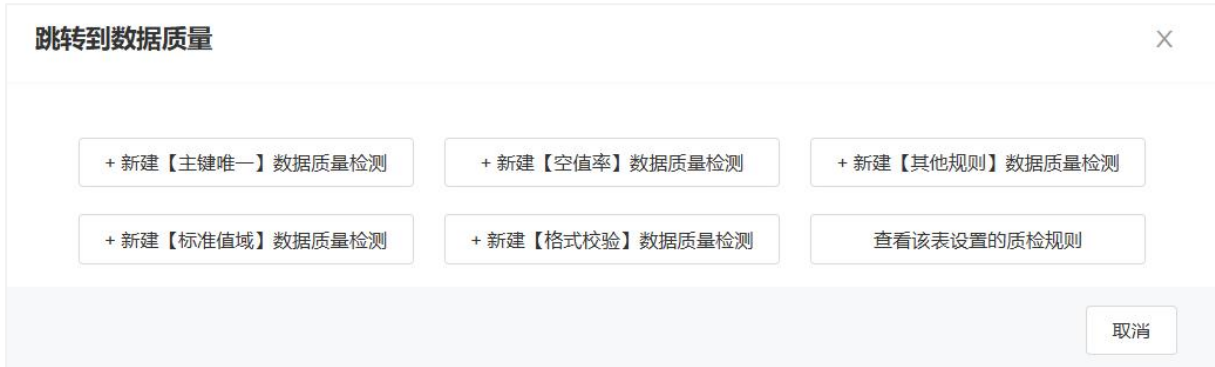 跳转到数据质量
+ 新建【主键唯一】数据质量检测
+ 新建【空值率】数据质量检测
+ 新建【其他规则】数据质量检测
+ 新建【标准值域】数据质量检测
+ 新建【格式校验】数据质量检测
查看该表设置的质检规则
取消